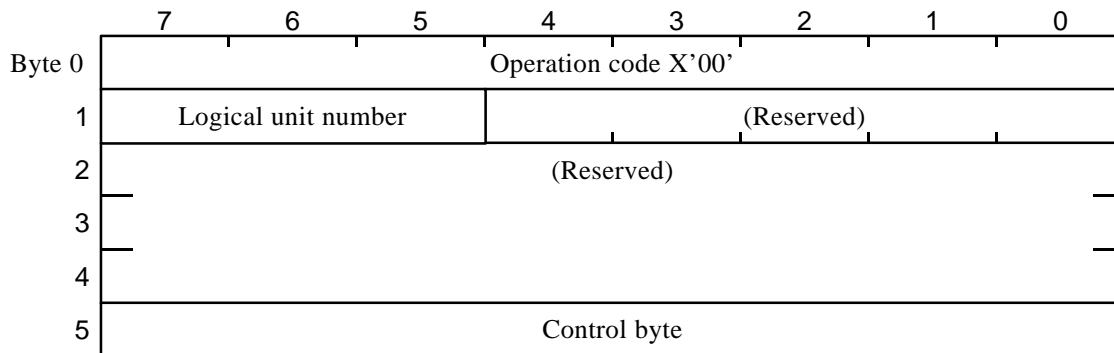 7 6 5 4 3 2 1 0
Byte 0 Operation code X’00’
1 Logical unit number (Reserved)
2 (Reserved)
3
4
5 Control byte